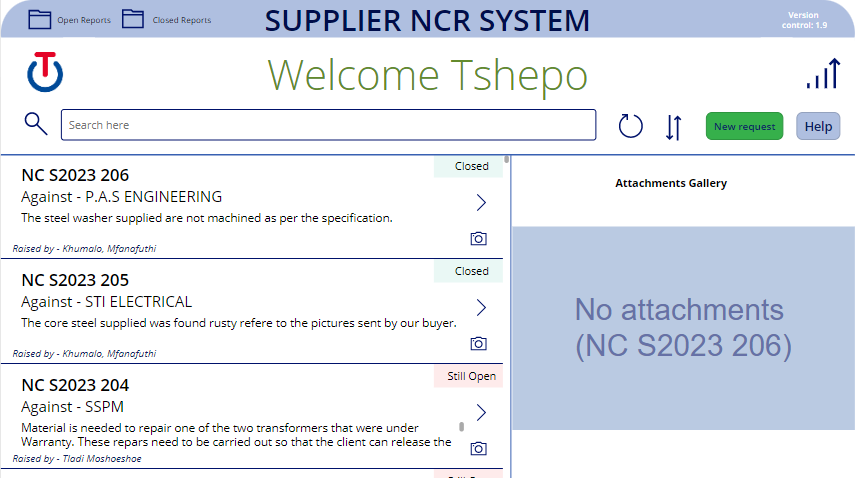 Open Reports
Closed Reports
SUPPLIER NCR SYSTEM
Version
control: 1.9
Welcome Tshepo
Search here
New request
Help
NC S2023 206
Closed
Against - P.A.S ENGINEERING
The steel washer supplied are not machined as per the specification.
Raised by - Khumalo, Mfanafuthi
NC S2023 205
Closed
Against - STI ELECTRICAL
The core steel supplied was found rusty refere to the pictures sent by our buyer.
Raised by - Khumalo, Mfanafuthi
NC S2023 204
Still Open
Against - SSPM
Material is needed to repair one of the two transformers that were under
Warranty. These repars need to be carried out so that the client can release the
Raised by - Tladi Moshoeshoe
Attachments Gallery
No attachments
(NC S2023 206)